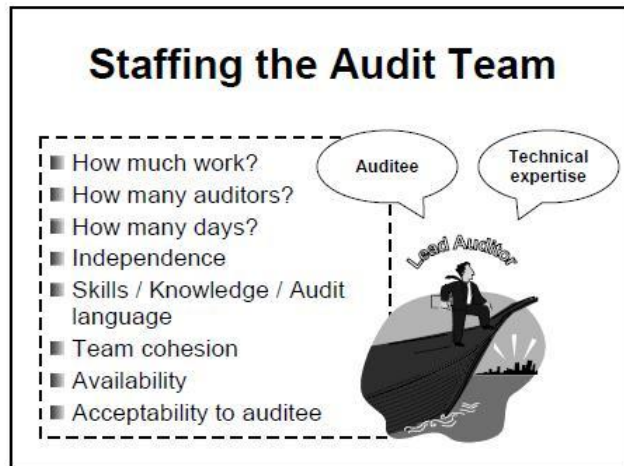 Staffing the Audit Team
How much work?
How many auditors?
How many days?
Independence
Skills / Knowledge / Audit
language
Team cohesion
Availability
Acceptability to auditee
Auditee
Technical
expertise
Lead Auditor